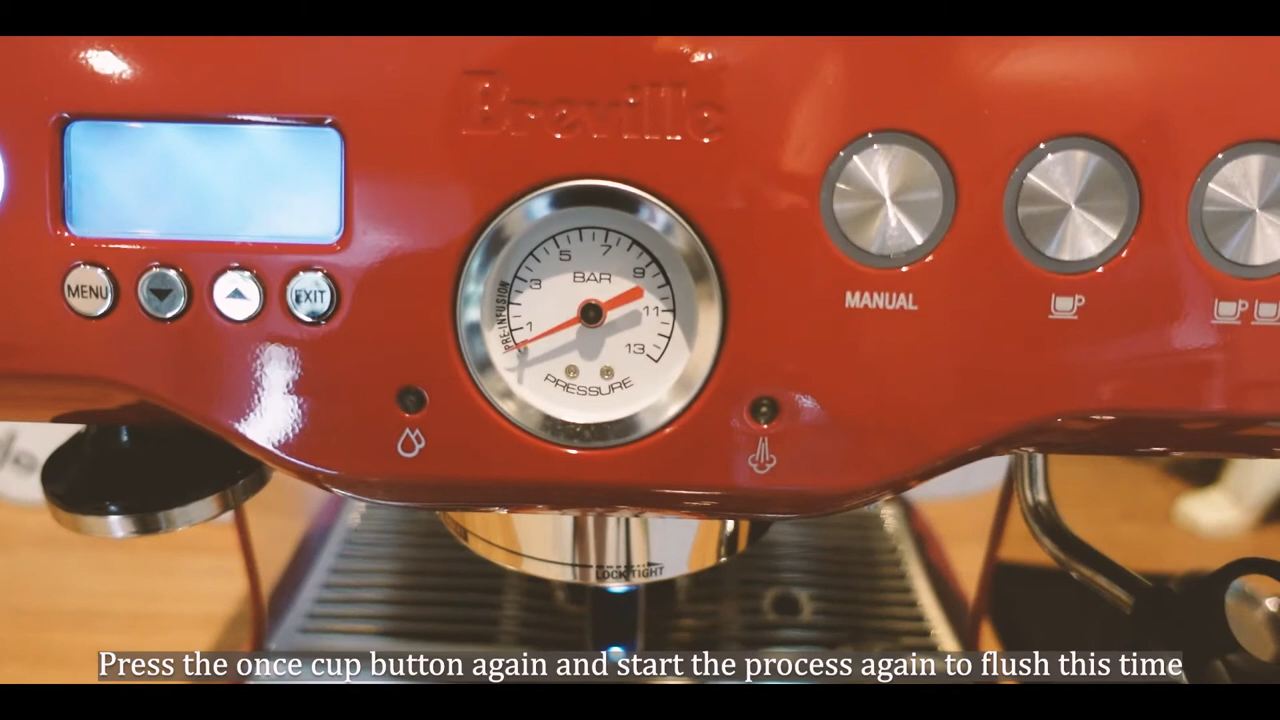 Breville
5
7
BAR
3
9
PRE-INFUSION
1
11
13
PRESSURE
MENU
EXIT
MANUAL
LOCK TIGHT
Press the once cup button again and start the process again to flush this time